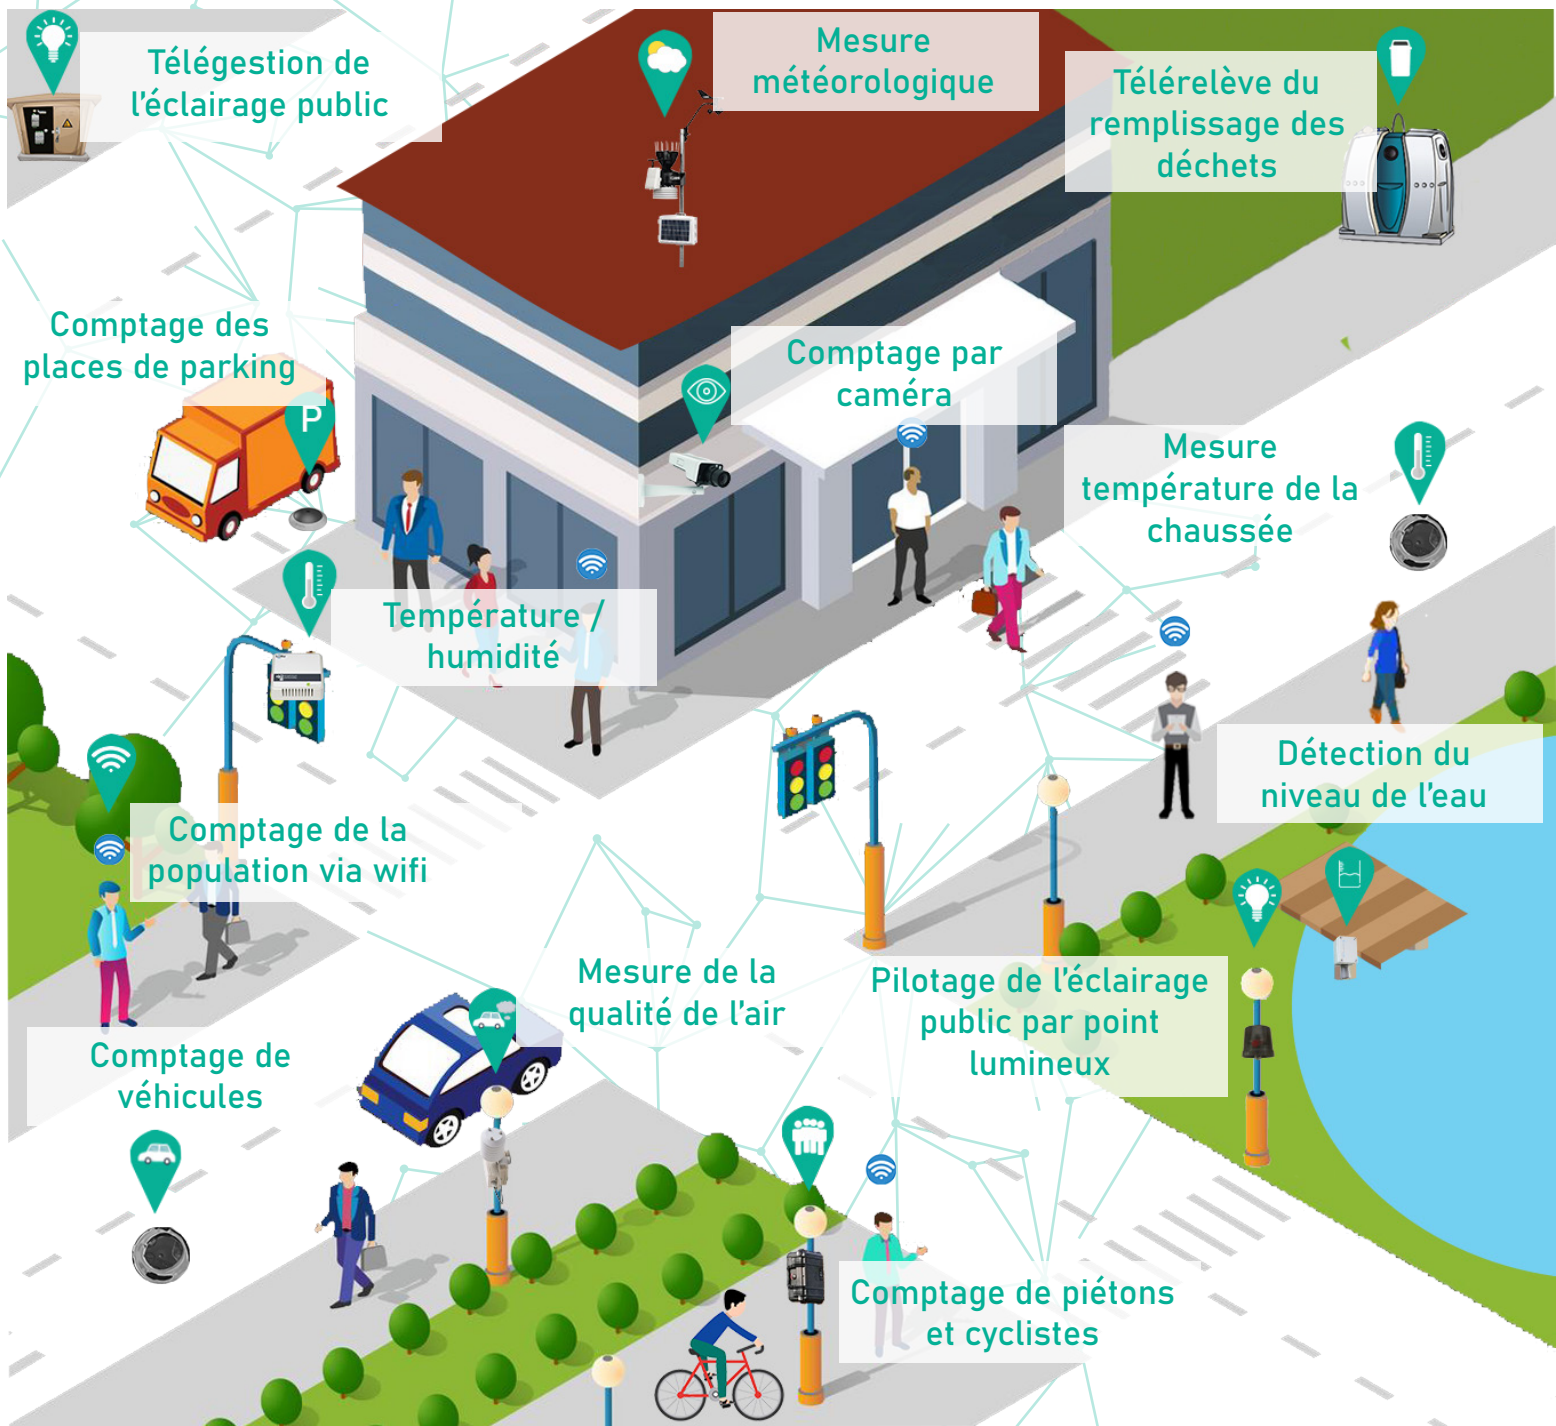 Télégestion de
l'éclairage public
Mesure
météorologique
Télérelève du
remplissage des
déchets
Comptage des
places de parking
P
Comptage par
caméra
Mesure
température de la
chaussée
Température /
humidité
Détection du
niveau de l'eau
Comptage de la
population via wifi
Mesure de la
qualité de l'air
Pilotage de l'éclairage
public par point
lumineux
Comptage de
véhicules
Comptage de piétons
et cyclistes